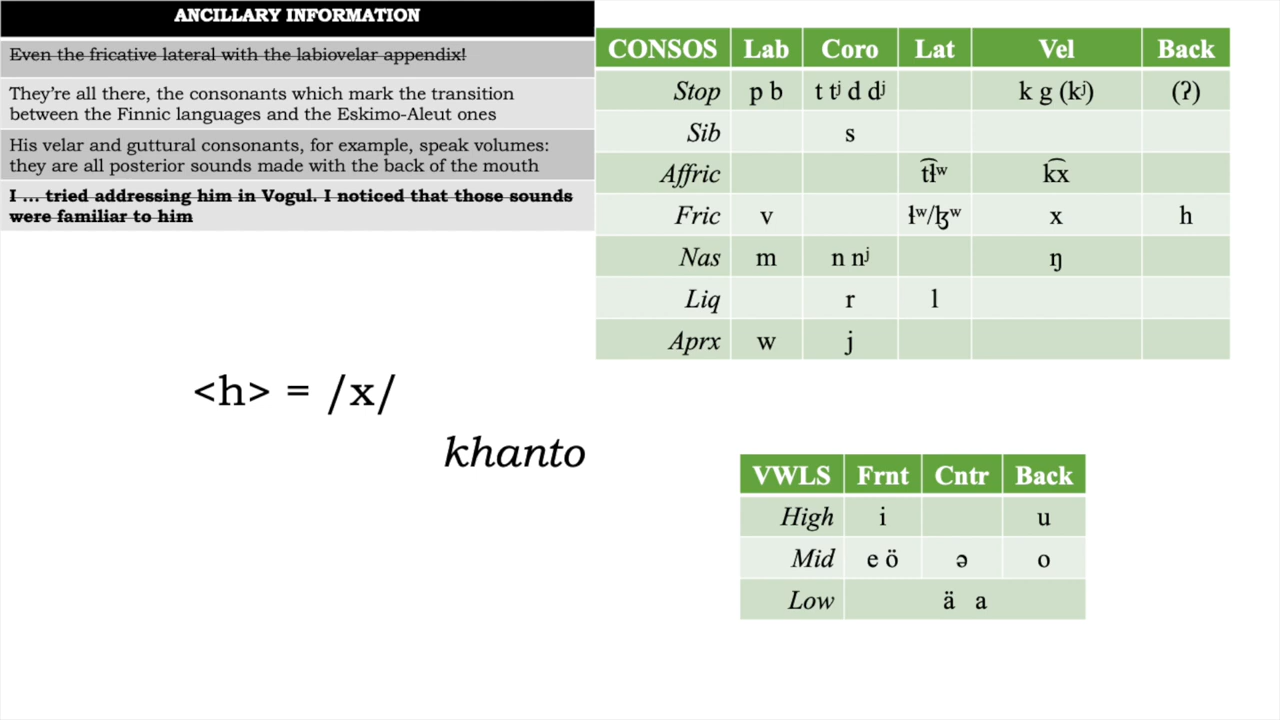 ANCILLARY INFORMATION
Even the fricative lateral with the labiovelar appendix!
They're all there, the consonants which mark the transition
between the Finnic languages and the Eskimo-Aleut ones
His velar and guttural consonants, for example, speak volumes:
they are all posterior sounds made with the back of the mouth
I ... tried addressing him in Vogul. I noticed that those sounds
were familiar to him
CONSOS Lab Coro Lat Vel Back
Stop p b t tʲ d dʲ k g (kʲ) (ʔ)
Sib s
Affric t͡ɬʷ k͡x
Fric v ɬʷ/ɮʷ x h
Nas m n nʲ ŋ
Liq r l
Aprx w j
<h> = /x/
khanto
VWLS Frnt Cntr Back
High i u
Mid e ö ə o
Low ä a